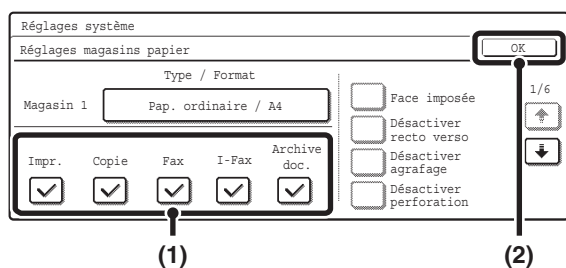 Réglages système
Réglages magasins papier
OK
Type / Format
Magasin 1
Pap. ordinaire / A4
Impr.
Copie
Fax
I-Fax
Archive
doc.
Face imposée
Désactiver
recto verso
Désactiver
agrafage
Désactiver
perforation
1/6
(1)
(2)